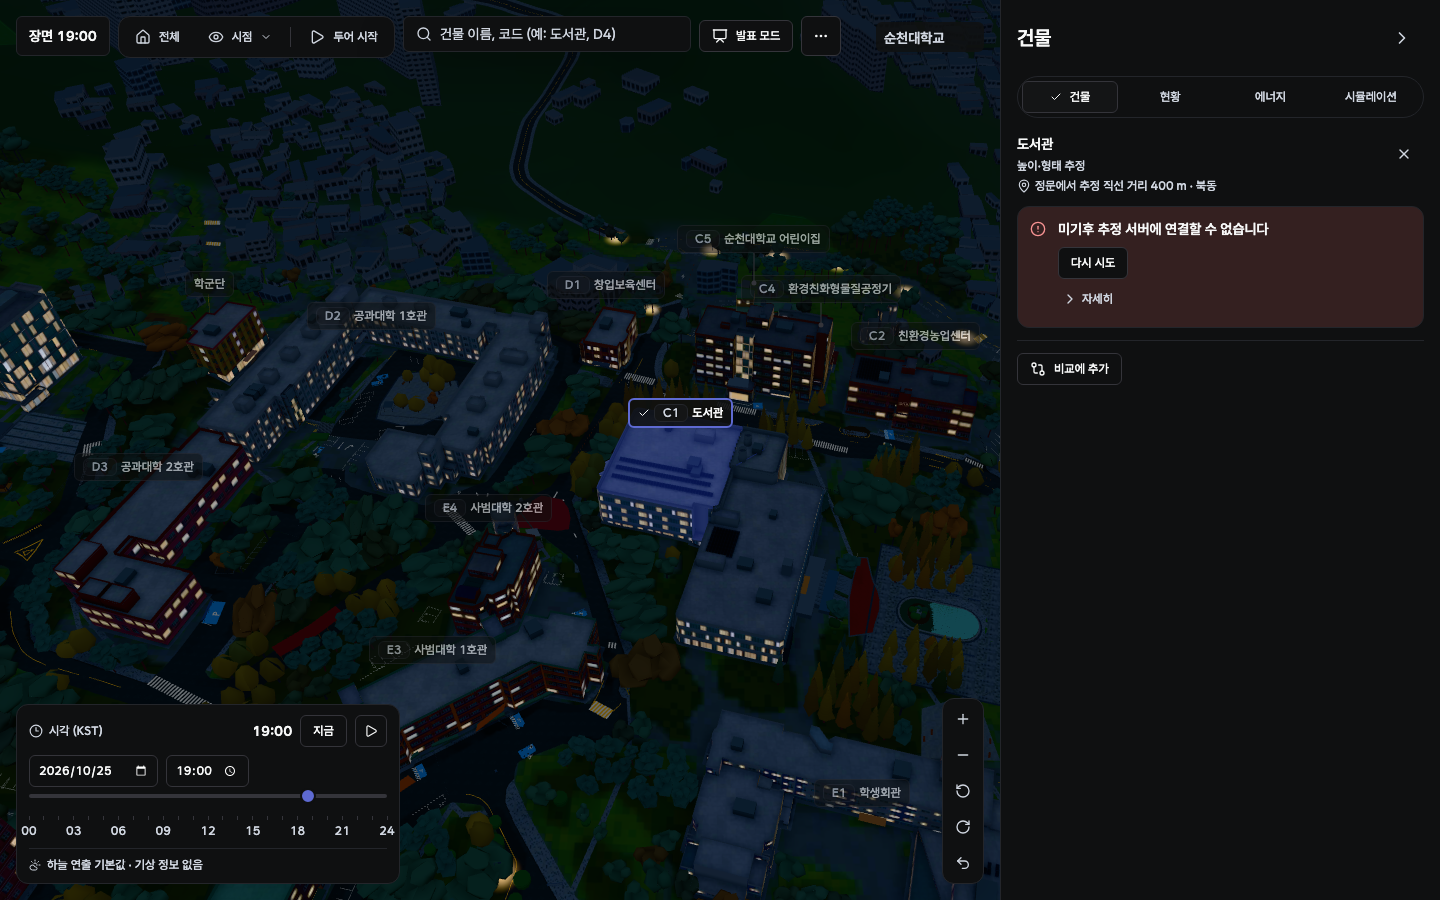 장면 19:00
전체
시점
투어 시작
건물 이름, 코드 (예: 도서관, D4)
발표 모드
순천대학교
C5 순천대학교 어린이집
학군단
D1 창업보육센터
C4 환경친화형물질공정기
D2 공과대학 1호관
C2 친환경농업센터
C1 도서관
D3 공과대학 2호관
E4 사범대학 2호관
E3 사범대학 1호관
E1 학생회관
시각 (KST)
19:00
지금
2026/10/25
19:00
00 03 06 09 12 15 18 21 24
하늘 연출 기본값 · 기상 정보 없음
건물
건물
현황
에너지
시뮬레이션
도서관
높이·형태 추정
정문에서 추정 직선 거리 400 m · 북동
미기후 추정 서버에 연결할 수 없습니다
다시 시도
자세히
비교에 추가